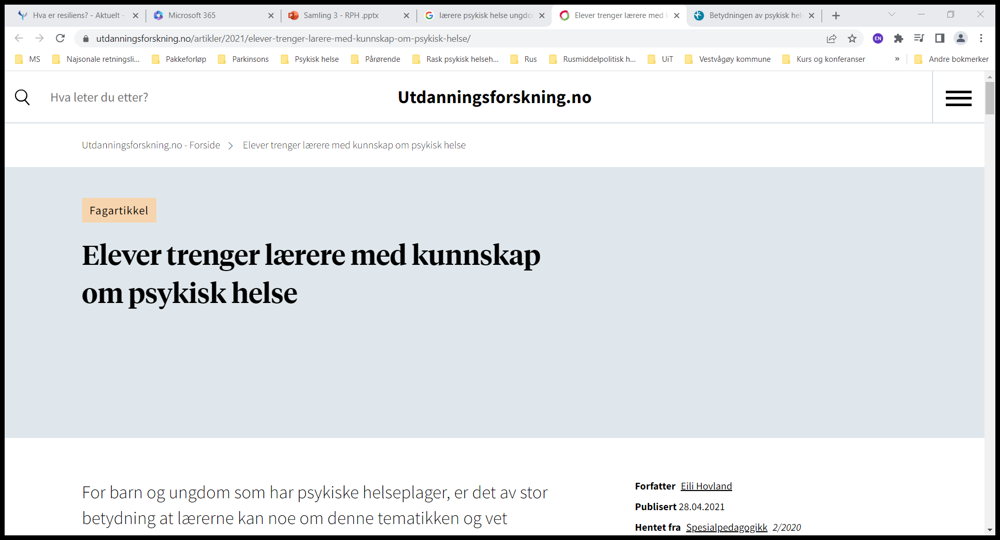 Hva er resiliens? - Aktuelt -
Microsoft 365
Samling 3 - RPH .pptx
lærere psykisk helse ungdo
Elever trenger lærere med k
Betydningen av psykisk hel
utdanningsforskning.no/artikler/2021/elever-trenger-larere-med-kunnskap-om-psykisk-helse/
EN
MS
Najsonale retningsli...
Pakkeforløp
Parkinsons
Psykisk helse
Pårørende
Rask psykisk helseh...
Rus
Rusmiddelpolitisk h...
UiT
Vestvågøy kommune
Kurs og konferanser
»
Andre bokmerker
Hva leter du etter?
Utdanningsforskning.no
Utdanningsforskning.no - Forside > Elever trenger lærere med kunnskap om psykisk helse
Fagartikkel
Elever trenger lærere med kunnskap
om psykisk helse
For barn og ungdom som har psykiske helseplager, er det av stor
betydning at lærerne kan noe om denne tematikken og vet
Forfatter Eili Hovland
Publisert 28.04.2021
Hentet fra Spesialpedagogikk 2/2020